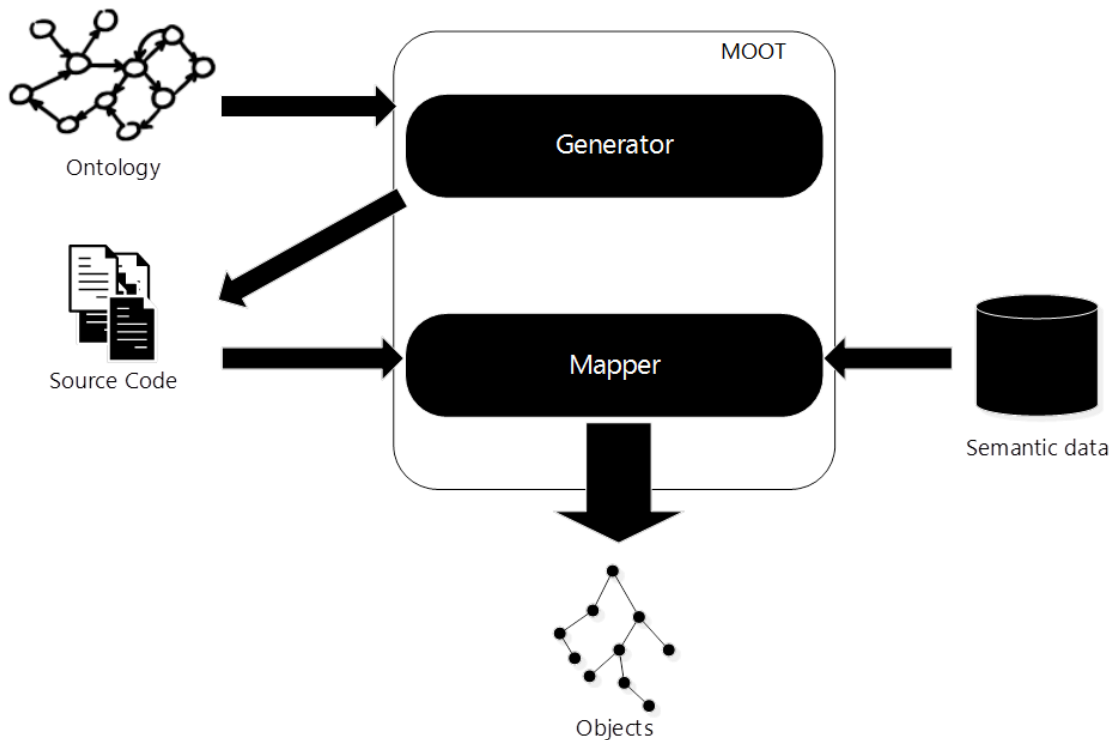 MOOT
Generator
Ontology
Mapper
Source Code
Semantic data
Objects